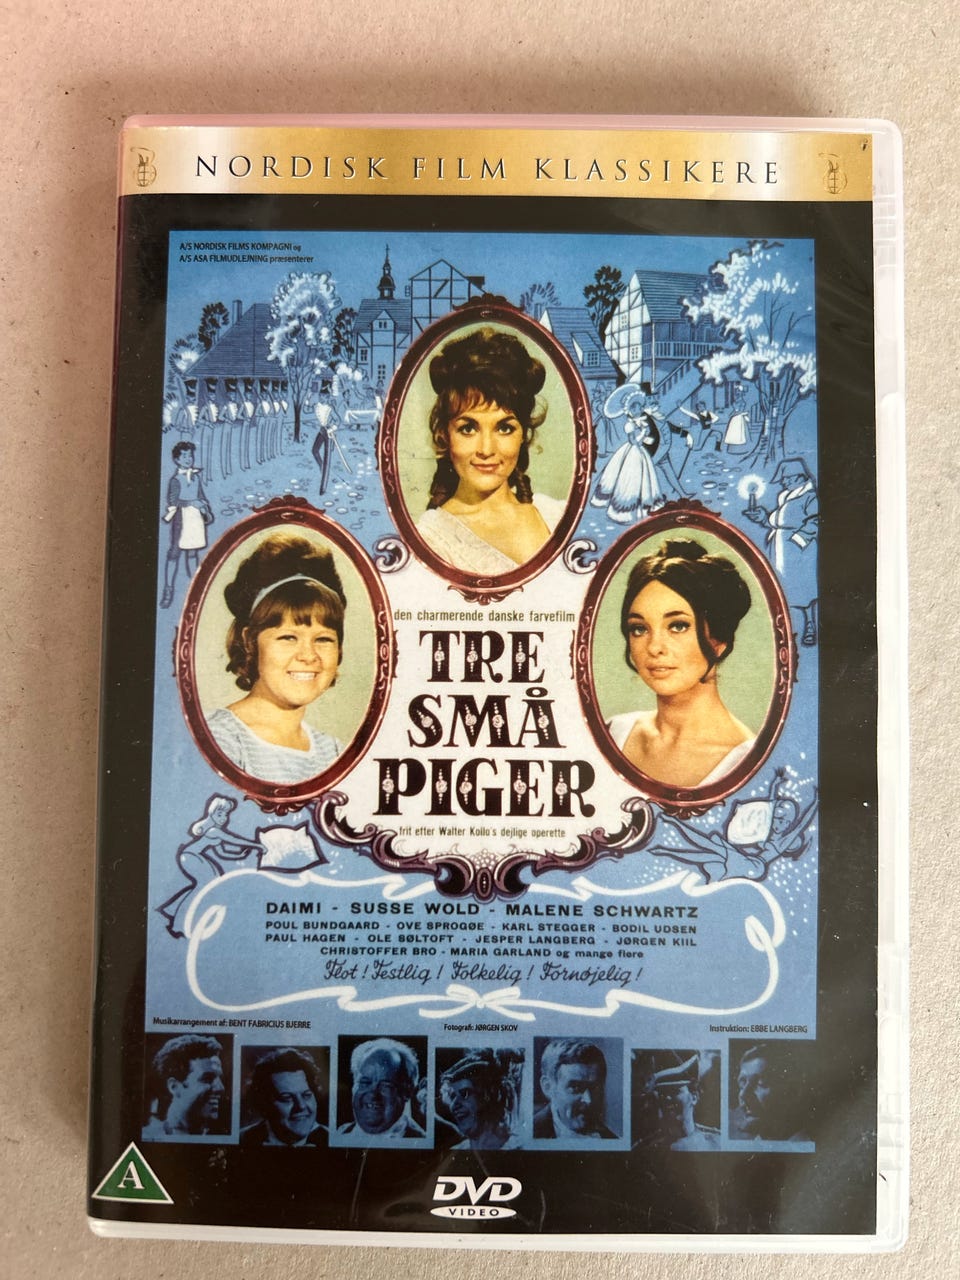 NORDISK FILM KLASSIKERE
A/S NORDISK FILMS KOMPAGNI og
A/S ASA FILMUDLEJNING præsenterer
den charmerende danske farvefilm
TRE
SMÅ
PIGER
frit efter Walter Kollo's dejlige operette
DAIMI - SUSSE WOLD - MALENE SCHWARTZ
POUL BUNDGAARD - OVE SPROGØE - KARL STEGGER - BODIL UDSEN
PAUL HAGEN - OLE SØLTOFT - JESPER LANGBERG - JØRGEN KIIL
CHRISTOFFER BRO - MARIA GARLAND og mange flere
Flot! Festlig! Folkelig! Fornøjelig!
Musikarrangement af: BENT FABRICIUS BJERRE
Fotografi: JØRGEN SKOV
Instruktion: EBBE LANGBERG
A
DVD
VIDEO